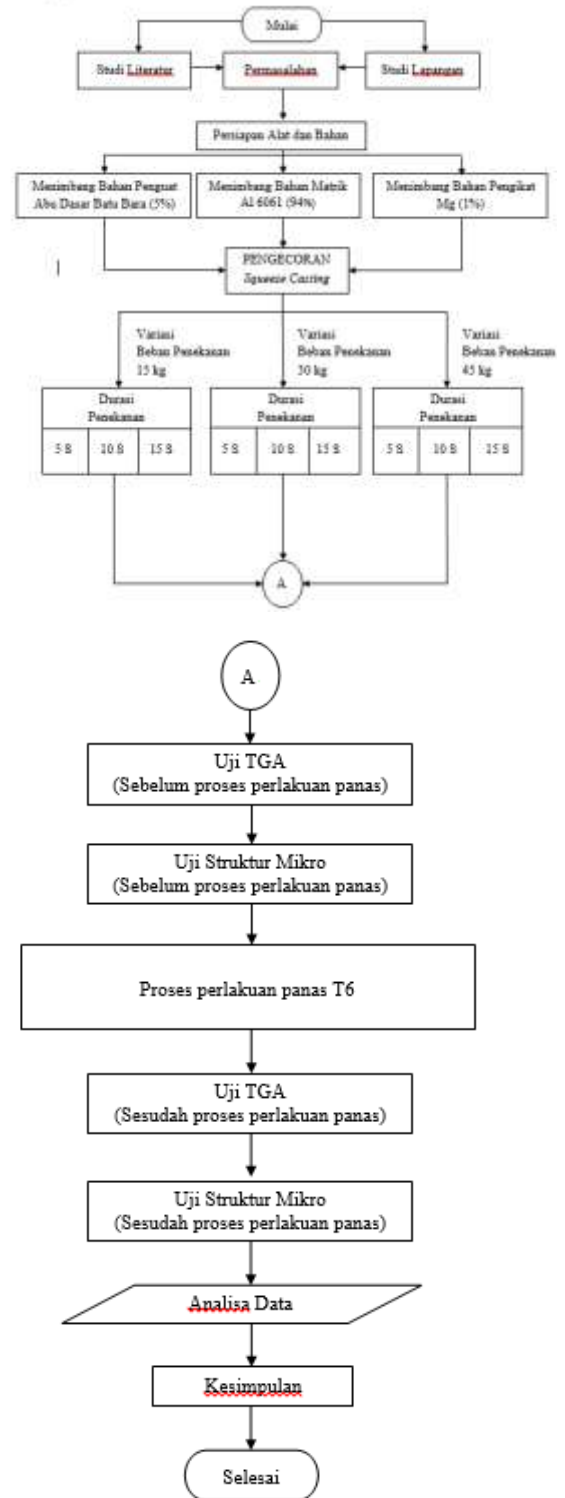 Mulai
Studi Literatur
Permasalahan
Studi Lapangan
Persiapan Alat dan Bahan
Menimbang Bahan Penguat
Abu Dasar Batu Bara (5%)
Menimbang Bahan Matrik
Al 6061 (94%)
Menimbang Bahan Pengikat
Mg (1%)
PENGECORAN
Squeeze Casting
Variasi
Beban Penekanan
15 kg
Variasi
Beban Penekanan
30 kg
Variasi
Beban Penekanan
45 kg
Durasi
Penekanan
5 S 10 S 15 S
Durasi
Penekanan
5 S 10 S 15 S
Durasi
Penekanan
5 S 10 S 15 S
A
A
Uji TGA
(Sebelum proses perlakuan panas)
Uji Struktur Mikro
(Sebelum proses perlakuan panas)
Proses perlakuan panas T6
Uji TGA
(Sesudah proses perlakuan panas)
Uji Struktur Mikro
(Sesudah proses perlakuan panas)
Analisa Data
Kesimpulan
Selesai